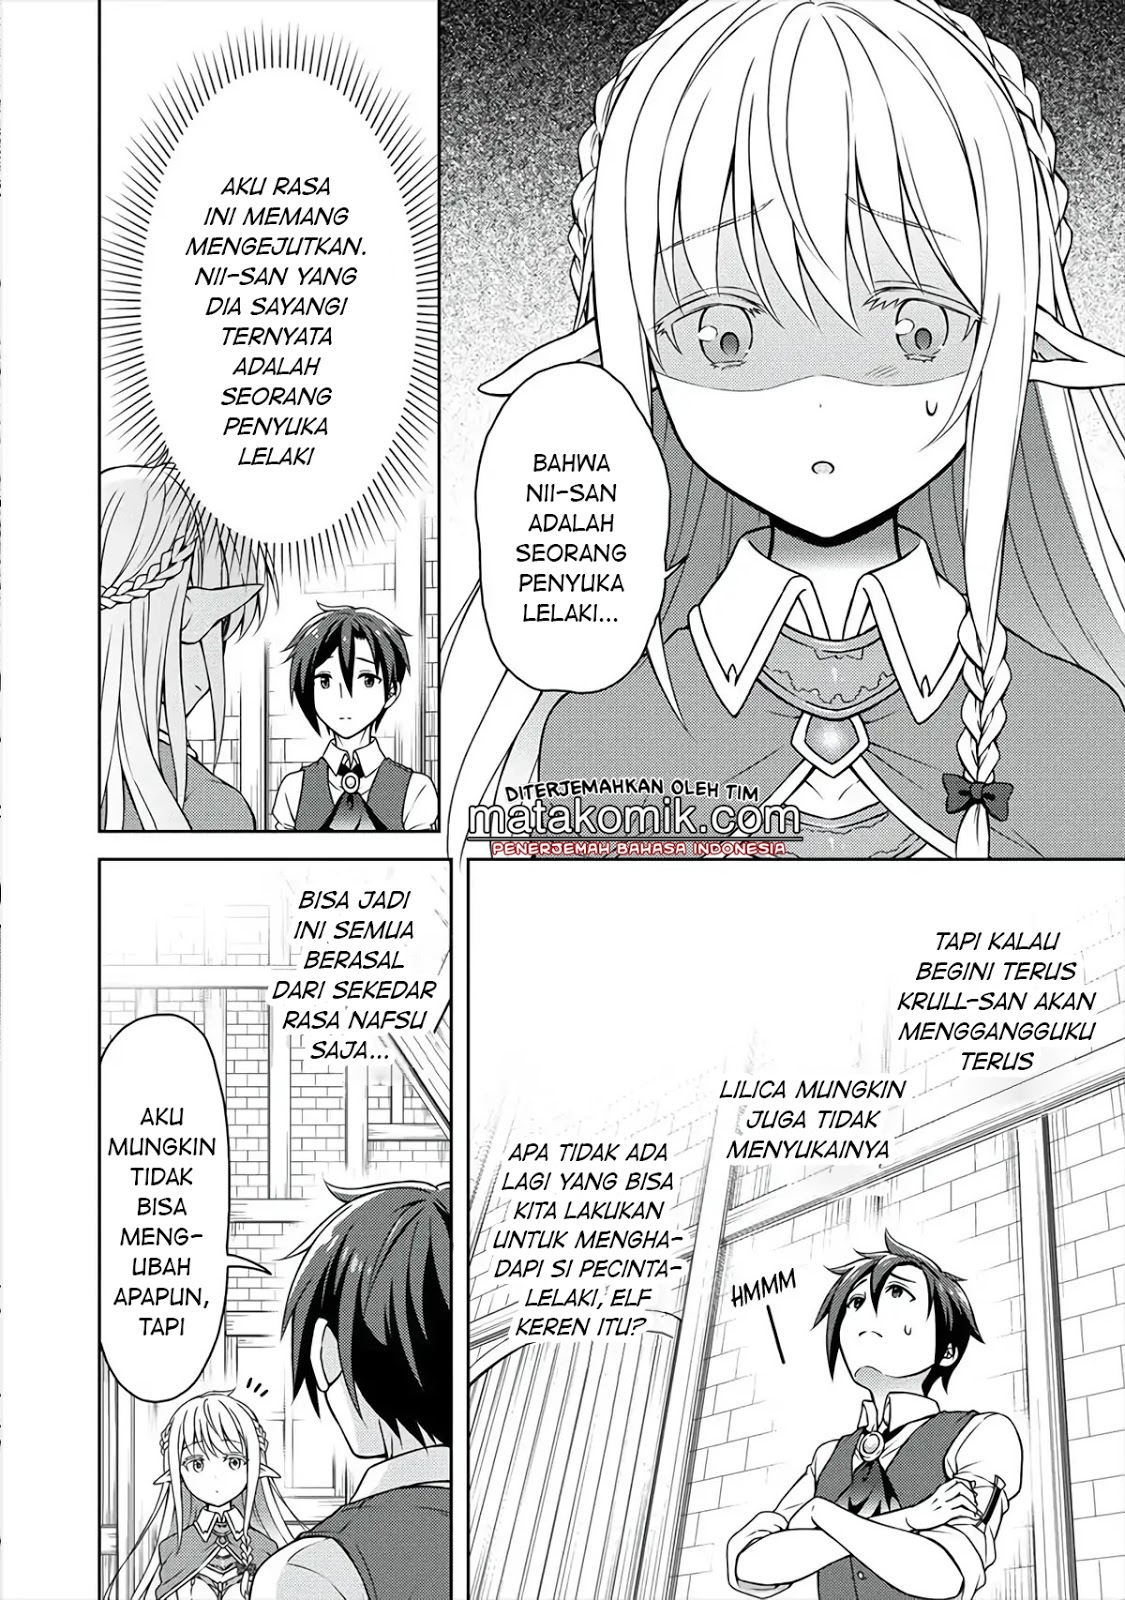 BAHWA
NII-SAN
ADALAH
SEORANG
PENYUKA
LELAKI...
AKU RASA
INI MEMANG
MENGEJUTKAN.
NII-SAN YANG
DIA SAYANGI
TERNYATA
ADALAH
SEORANG
PENYUKA
LELAKI
DITERJEMAHKAN OLEH TIM
matakomik.com
PENERJEMAH BAHASA INDONESIA
TAPI KALAU
BEGINI TERUS
KRULL-SAN AKAN
MENGGANGGUKU
TERUS
LILICA MUNGKIN
JUGA TIDAK
MENYUKAINYA
APA TIDAK ADA
LAGI YANG BISA
KITA LAKUKAN
UNTUK MENGHA-
DAPI SI PECINTA-
LELAKI, ELF
KEREN ITU?
HMMM
BISA JADI
INI SEMUA
BERASAL
DARI SEKEDAR
RASA NAFSU
SAJA...
AKU
MUNGKIN
TIDAK
BISA
MENG-
UBAH
APAPUN,
TAPI